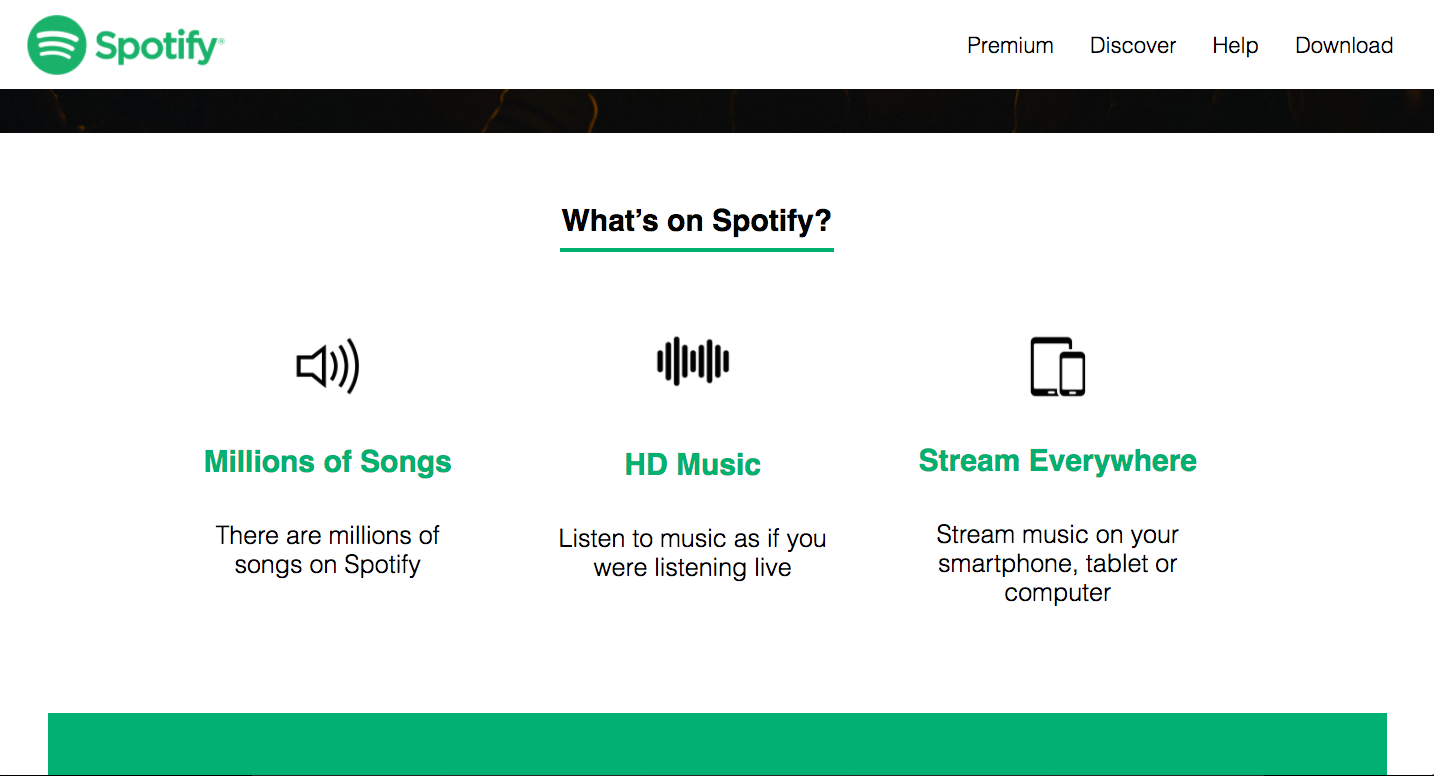 Spotify®
Premium Discover Help Download
What’s on Spotify?
Millions of Songs
There are millions of
songs on Spotify
HD Music
Listen to music as if you
were listening live
Stream Everywhere
Stream music on your
smartphone, tablet or
computer